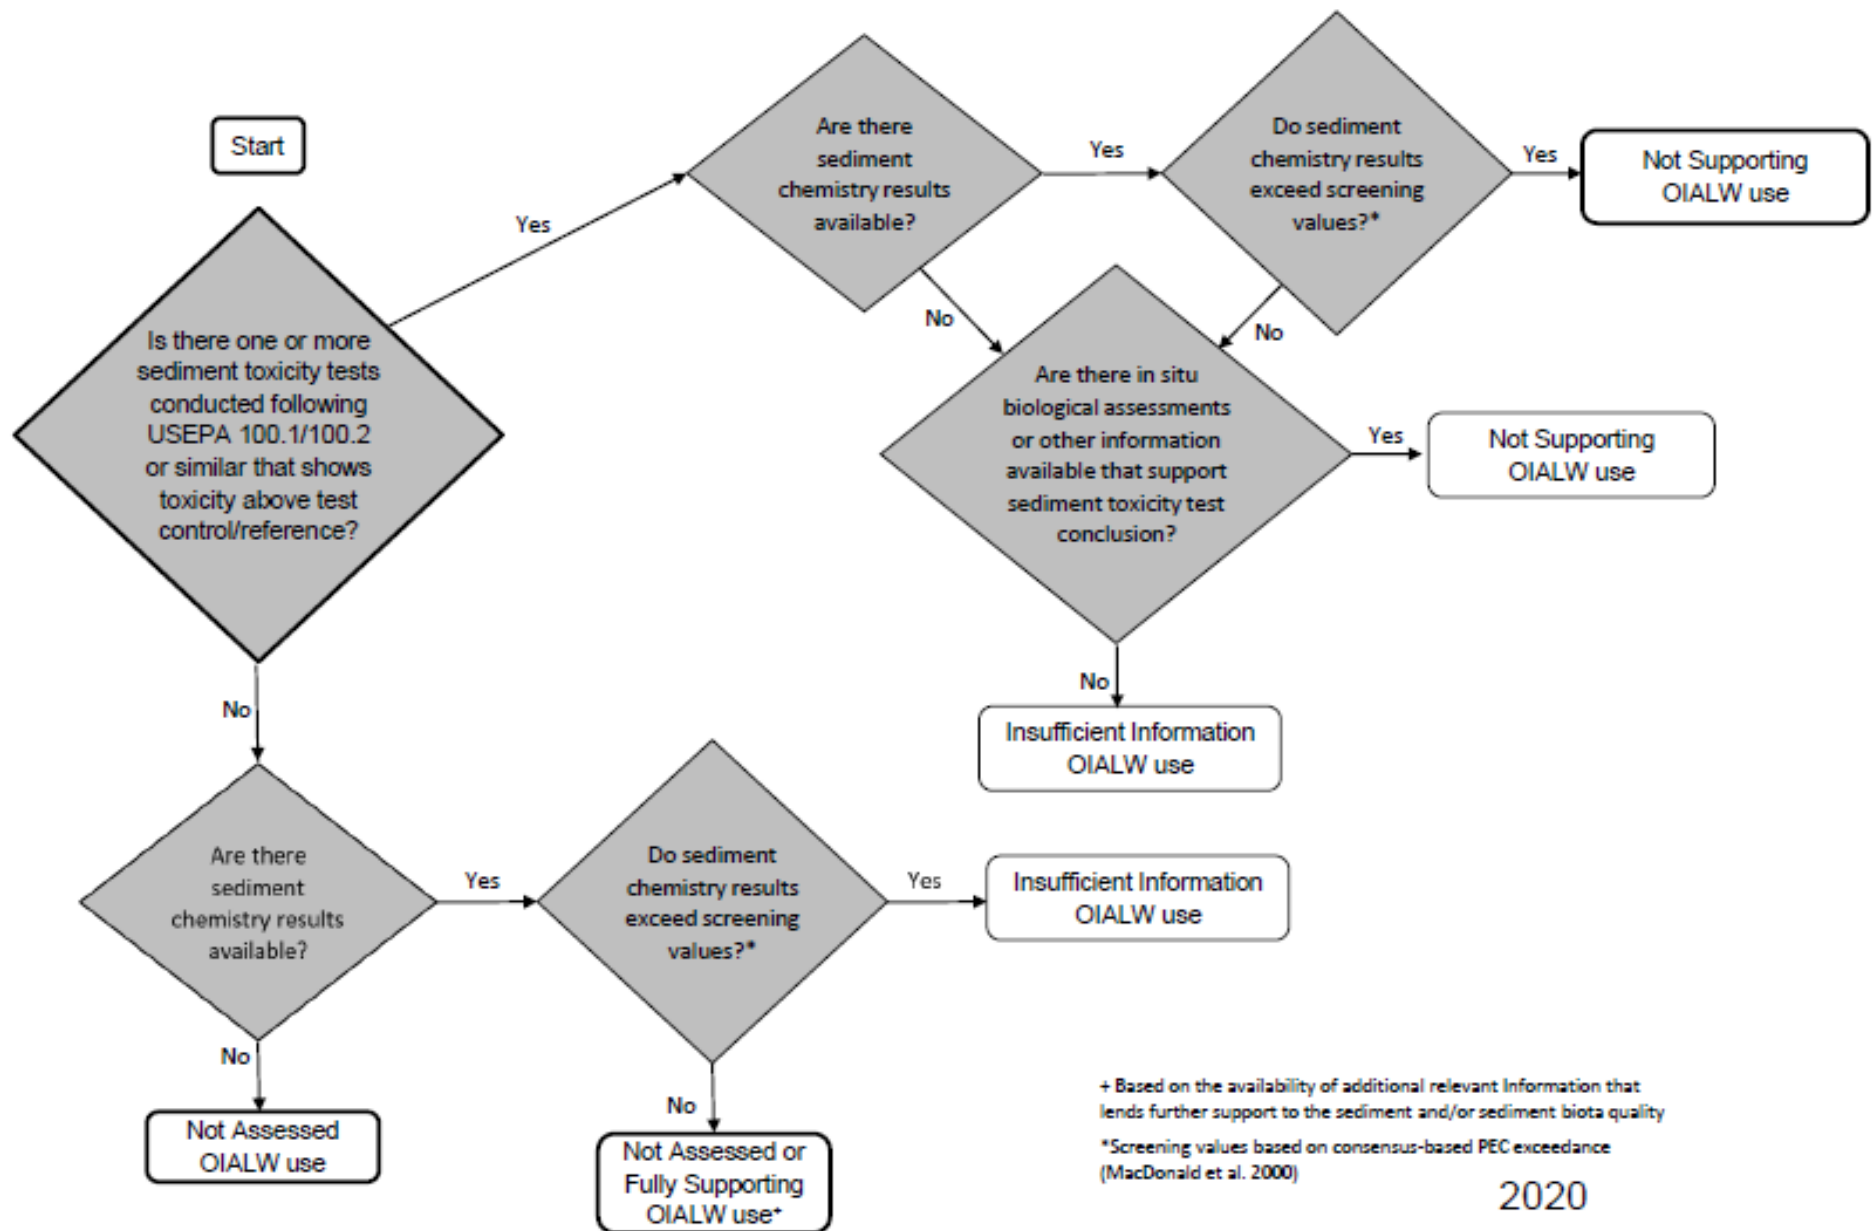 Start
Is there one or more
sediment toxicity tests
conducted following
USEPA 100.1/100.2
or similar that shows
toxicity above test
control/reference?
Yes
Are there
sediment
chemistry results
available?
Yes
Do sediment
chemistry results
exceed screening
values?*
Yes
Not Supporting
OIALW use
No
No
Are there in situ
biological assessments
or other information
available that support
sediment toxicity test
conclusion?
Yes
Not Supporting
OIALW use
No
Insufficient Information
OIALW use
No
Are there
sediment
chemistry results
available?
Yes
Do sediment
chemistry results
exceed screening
values?*
Yes
Insufficient Information
OIALW use
No
Not Assessed
OIALW use
No
Not Assessed or
Fully Supporting
OIALW use+
+ Based on the availability of additional relevant Information that
lends further support to the sediment and/or sediment biota quality
*Screening values based on consensus-based PEC exceedance
(MacDonald et al. 2000)
2020